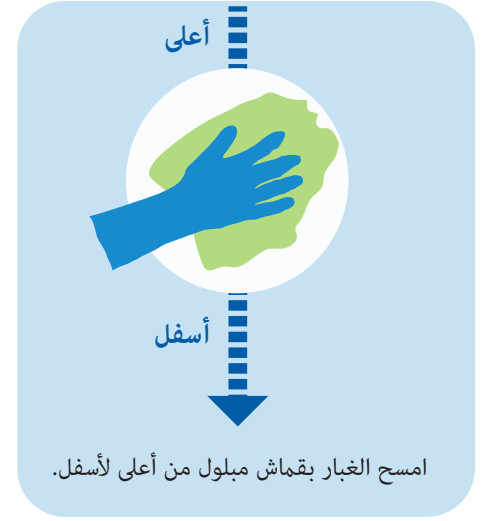 أعلى
أسفل
امسح الغبار بقماش مبلول من أعلى لأسفل.